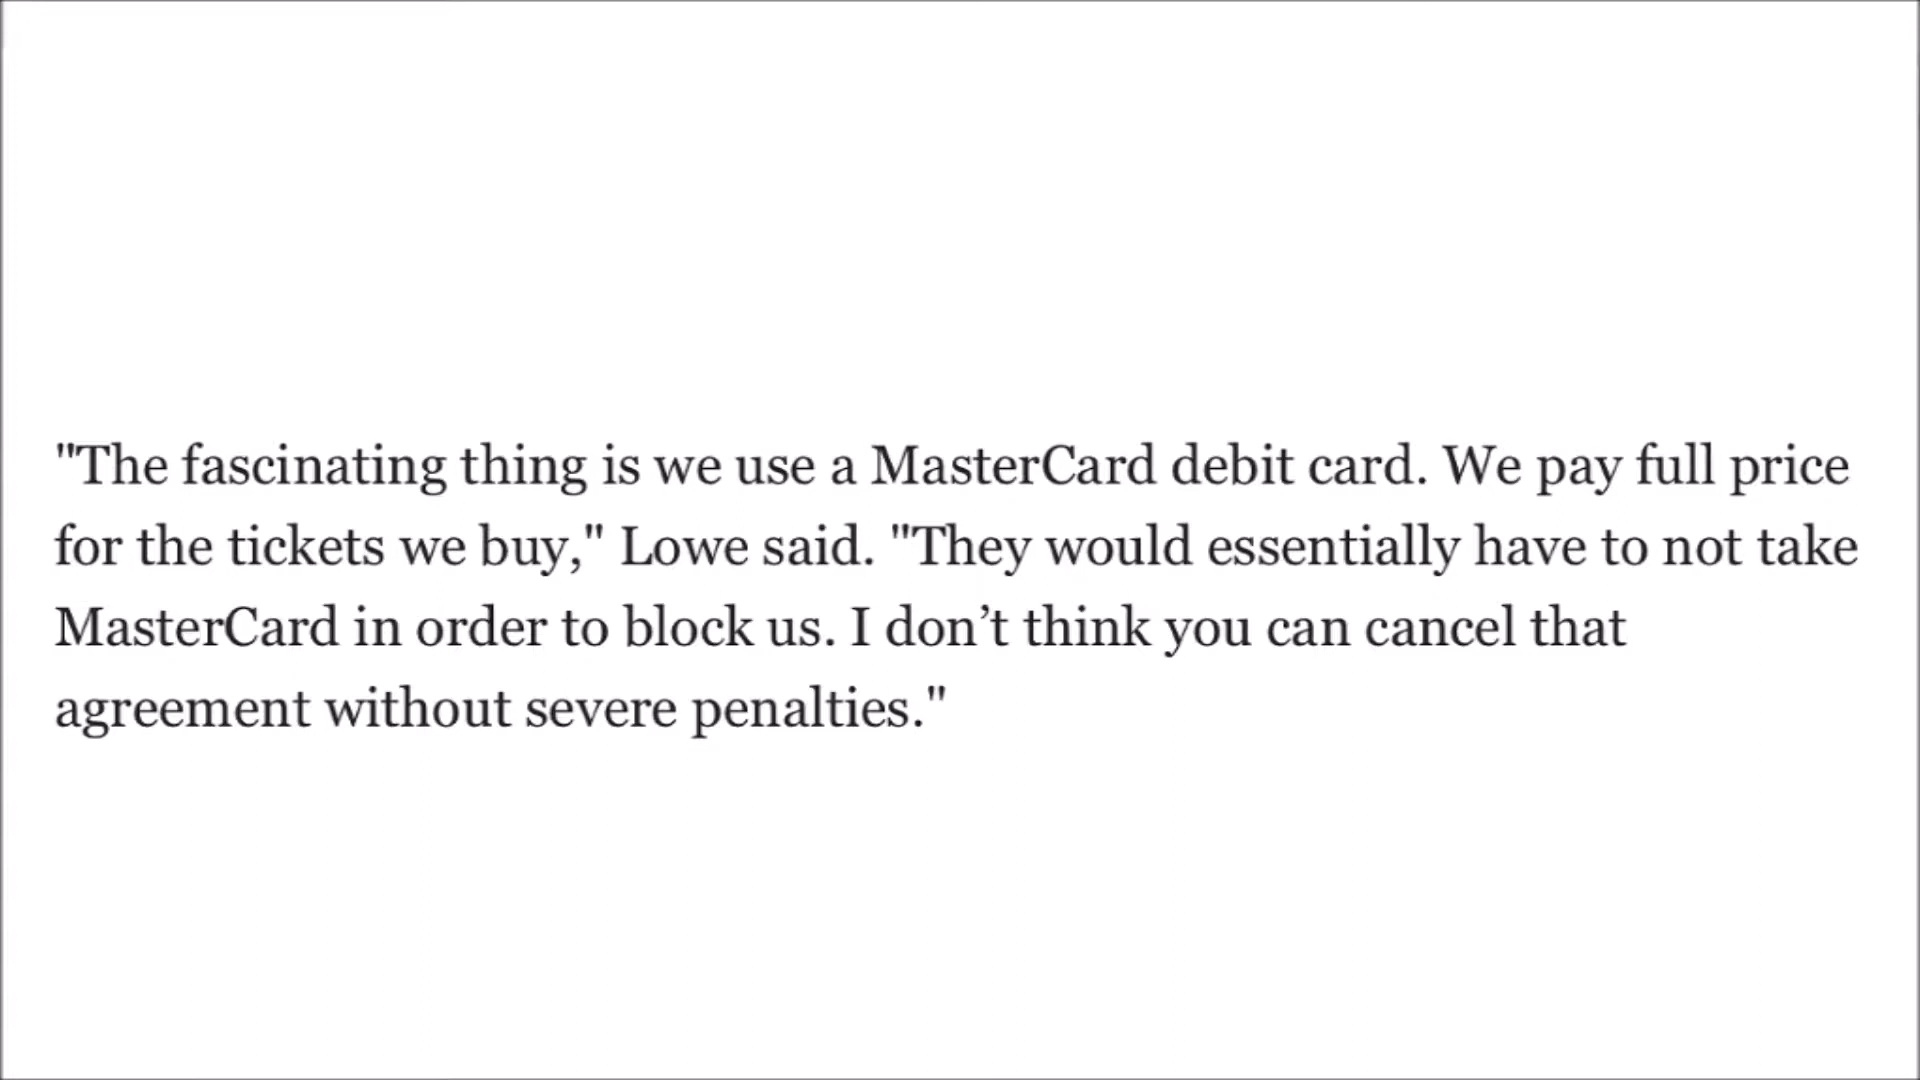 "The fascinating thing is we use a MasterCard debit card. We pay full price
for the tickets we buy," Lowe said. "They would essentially have to not take
MasterCard in order to block us. I don’t think you can cancel that
agreement without severe penalties."